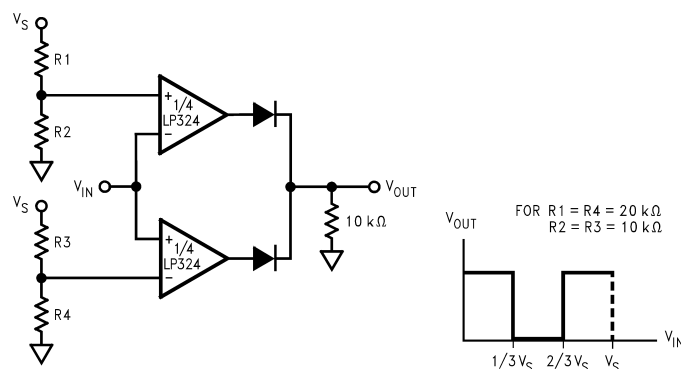 VS
R1
+
1/4
LP324
−
R2
VIN
VOUT
10 kΩ
VS
R3
+
1/4
LP324
−
R4
FOR R1 = R4 = 20 kΩ
R2 = R3 = 10 kΩ
VOUT
VIN
1/3 VS 2/3 VS VS